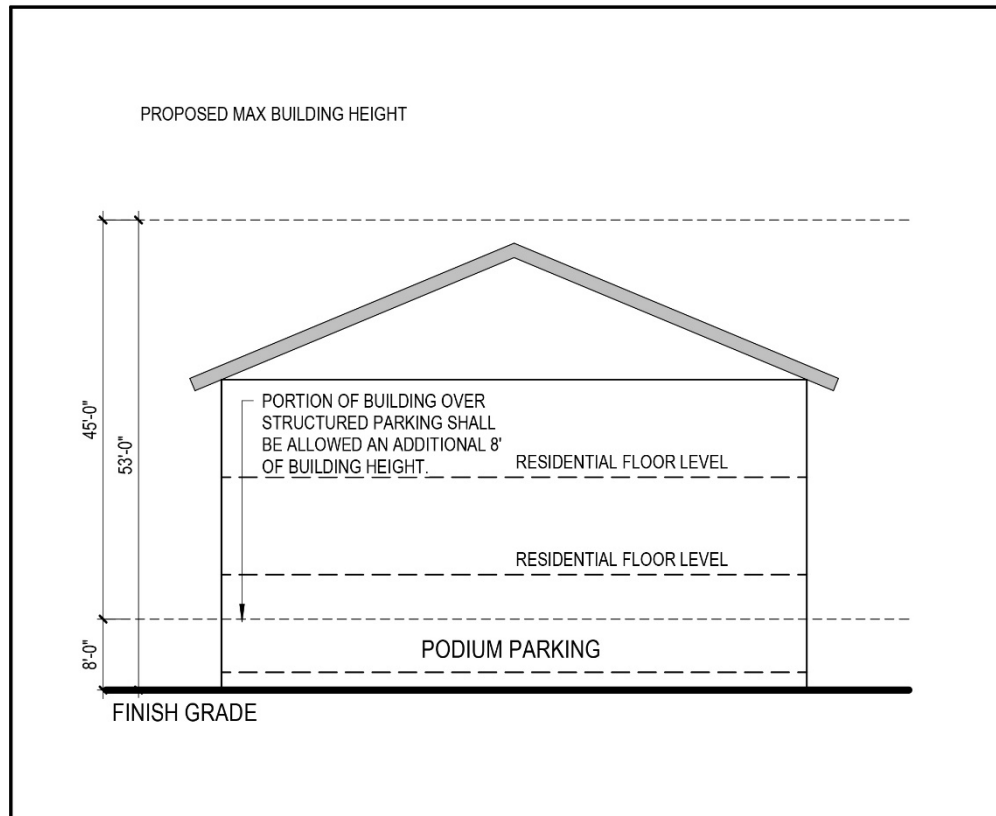 PROPOSED MAX BUILDING HEIGHT
45'-0"
53'-0"
PORTION OF BUILDING OVER
STRUCTURED PARKING SHALL
BE ALLOWED AN ADDITIONAL 8'
OF BUILDING HEIGHT.
RESIDENTIAL FLOOR LEVEL
RESIDENTIAL FLOOR LEVEL
8'-0"
PODIUM PARKING
FINISH GRADE